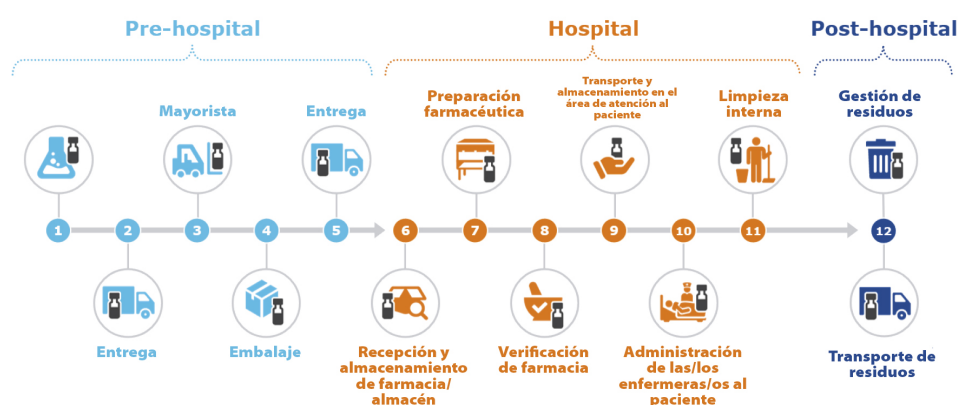 Pre-hospital
Hospital
Post-hospital
Mayorista
Entrega
Preparación
farmacéutica
Transporte y
almacenamiento en el
área de atención al
paciente
Limpieza
interna
Gestión de
residuos
1
2
3
4
5
6
7
8
9
10
11
12
Entrega
Embalaje
Recepción y
almacenamiento
de farmacia/
almacén
Verificación
de farmacia
Administración
de las/los
enfermeras/os al
paciente
Transporte de
residuos